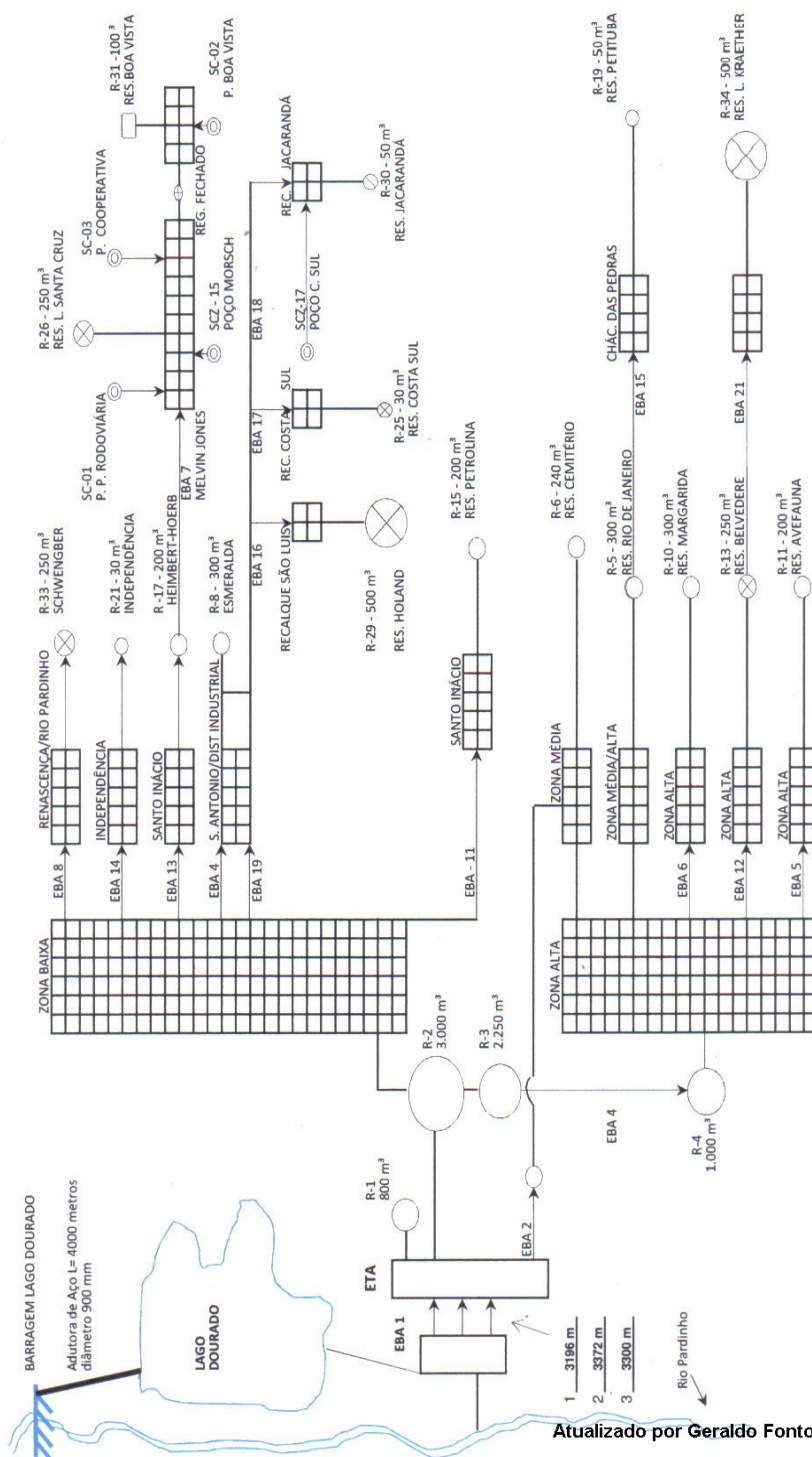 BARRAGEM LAGO DOURADO
Adutora de Aço L= 4000 metros
diâmetro 900 mm
LAGO
DOURADO
EBA 1
1 3196 m
2 3372 m
3 3300 m
Rio Pardinho
ETA
R-1
800 m³
EBA 2
R-2
3.000 m³
R-3
2.250 m³
EBA 4
R-4
1.000 m³
ZONA BAIXA
EBA 8
RENASCENÇA/RIO PARDINHO
R-33 - 250 m³
SCHWENGBER
EBA 14
INDEPENDÊNCIA
R-21 - 30 m³
INDEPENDÊNCIA
EBA 13
SANTO INÁCIO
R-17 - 200 m³
HEIMBERT-HOERB
EBA 7
MELVIN JONES
SC-01
P. P. RODOVIÁRIA
R-26 - 250 m³
RES. L. SANTA CRUZ
SC-03
P. COOPERATIVA
SCZ - 15
POÇO MORSCH
REG. FECHADO
R-31 -100 ³
RES.BOA VISTA
SC-02
P. BOA VISTA
EBA 4
S. ANTONIO/DIST INDUSTRIAL
R-8 - 300 m³
ESMERALDA
EBA 19
EBA 16
RECALQUE SÃO LUIS
R-29 - 500 m³
RES. HOLAND
EBA 17
REC. COSTA SUL
R-25 - 30 m³
RES. COSTA SUL
EBA 18
SCZ-17
POÇO C. SUL
REC. JACARANDÁ
R-30 - 50 m³
RES. JACARANDÁ
EBA - 11
SANTO INÁCIO
R-15 - 200 m³
RES. PETROLINA
ZONA ALTA
ZONA MÉDIA
R-6 - 240 m³
RES. CEMITÉRIO
ZONA MÉDIA/ALTA
R-5 - 300 m³
RES. RIO DE JANEIRO
EBA 15
CHÁC. DAS PEDRAS
R-19 - 50 m³
RES. PETITUBA
EBA 6
ZONA ALTA
R-10 - 300 m³
RES. MARGARIDA
EBA 12
ZONA ALTA
R-13 - 250 m³
RES. BELVEDERE
EBA 21
R-34 - 500 m³
RES. L. KRAETHER
EBA 5
ZONA ALTA
R-11 - 200 m³
RES. AVEFAUNA
Atualizado por Geraldo Fonto